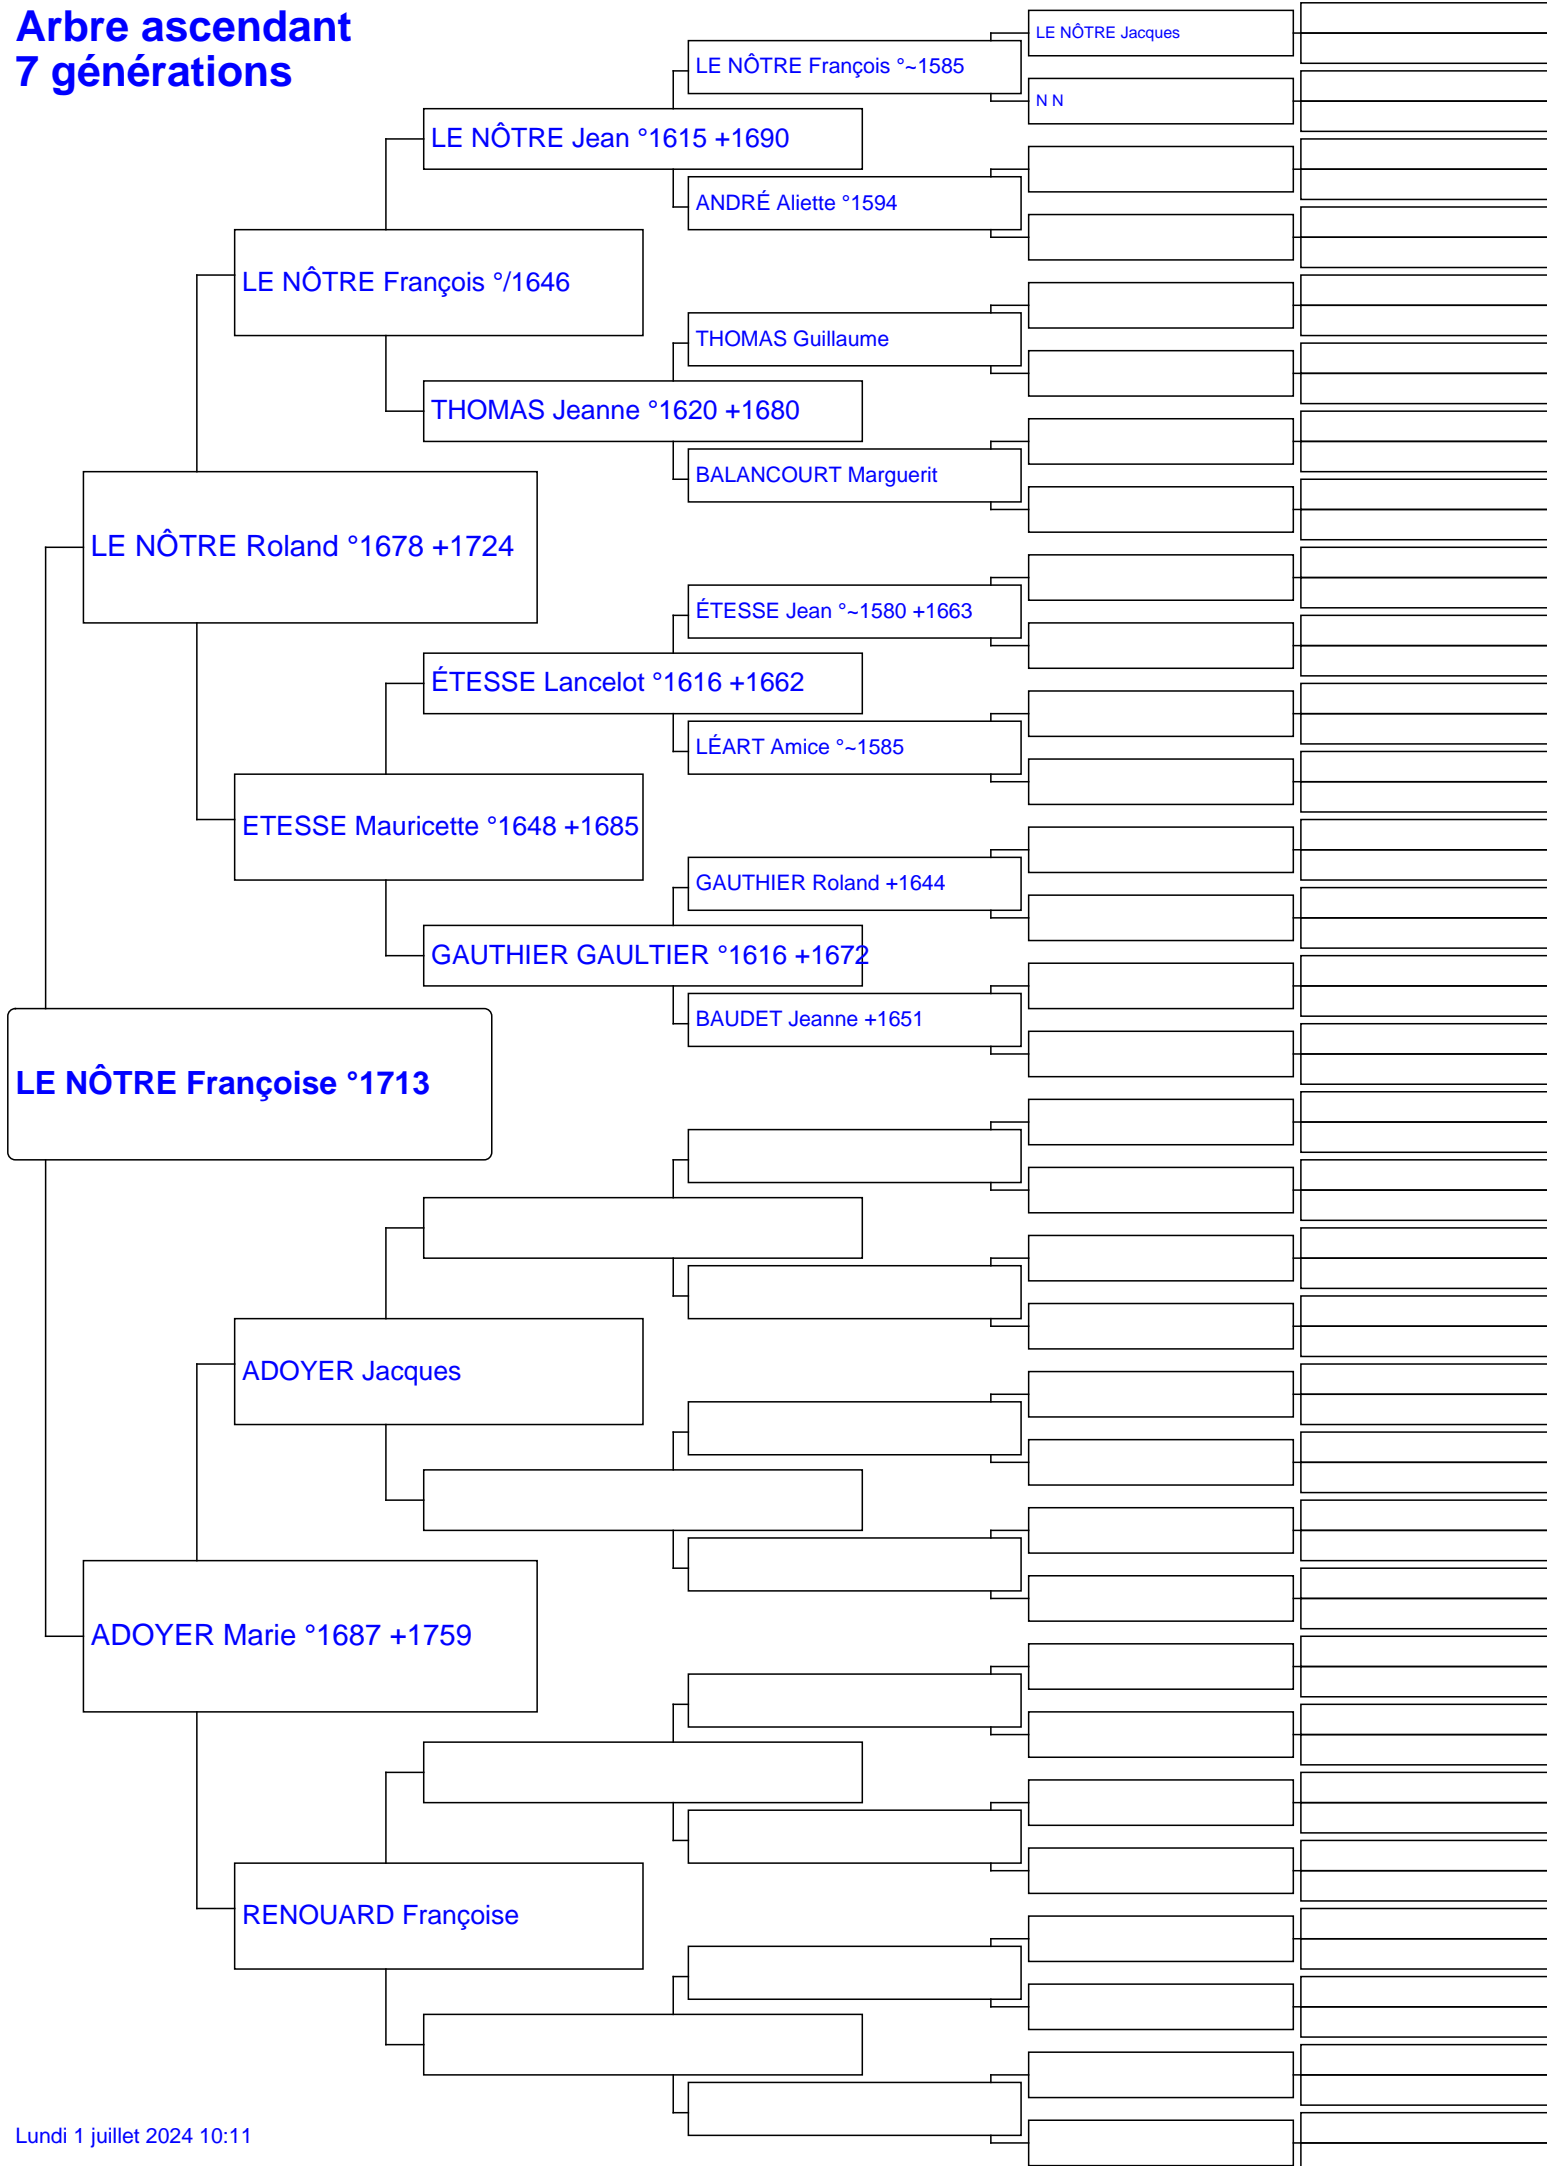 Arbre ascendant
7 générations
LE NÔTRE Jacques
LE NÔTRE François °~1585
N N
LE NÔTRE Jean °1615 +1690
ANDRÉ Aliette °1594
LE NÔTRE François °/1646
THOMAS Guillaume
THOMAS Jeanne °1620 +1680
BALANCOURT Marguerit
LE NÔTRE Roland °1678 +1724
ÉTESSE Jean °~1580 +1663
ÉTESSE Lancelot °1616 +1662
LÉART Amice °~1585
ETESSE Mauricette °1648 +1685
GAUTHIER Roland +1644
GAUTHIER GAULTIER °1616 +1672
BAUDET Jeanne +1651
LE NÔTRE Françoise °1713
ADOYER Jacques
ADOYER Marie °1687 +1759
RENOUARD Françoise
Lundi 1 juillet 2024 10:11